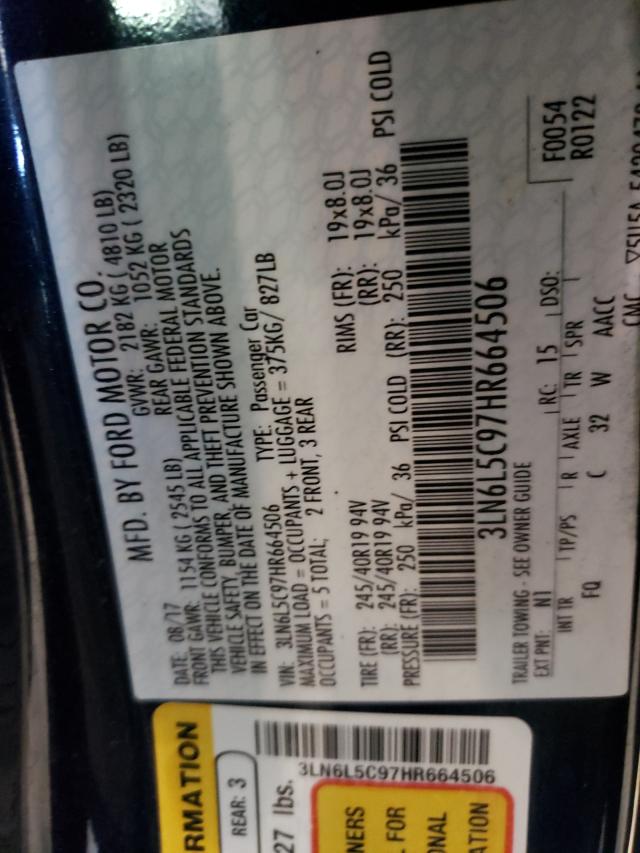 MFD. BY FORD MOTOR CO.
DATE: 08/17 GVWR: 2182 KG ( 4810 LB)
FRONT GAWR: 1154 KG ( 2545 LB) REAR GAWR: 1052 KG ( 2320 LB)
THIS VEHICLE CONFORMS TO ALL APPLICABLE FEDERAL MOTOR
VEHICLE SAFETY, BUMPER, AND THEFT PREVENTION STANDARDS
IN EFFECT ON THE DATE OF MANUFACTURE SHOWN ABOVE.
VIN: 3LN6L5C97HR664506 TYPE: Passenger Car
MAXIMUM LOAD = OCCUPANTS + LUGGAGE = 375KG/ 827LB
OCCUPANTS = 5 TOTAL; 2 FRONT, 3 REAR
TIRE (FR): 245/40R19 94V RIMS (FR): 19x8.0J
(RR): 245/40R19 94V (RR): 19x8.0J
PRESSURE (FR): 250 kPa/ 36 PSI COLD (RR): 250 kPa/ 36 PSI COLD
3LN6L5C97HR664506
TRAILER TOWING - SEE OWNER GUIDE
F0054
R0122
EXT PNT: N1 RC: 15 DSO:
INT TR TP/PS R AXLE TR SPR
FQ C 32 W AACC
RMATION
REAR: 3
27 lbs.
3LN6L5C97HR664506
NERS
FOR
ONAL
ATION